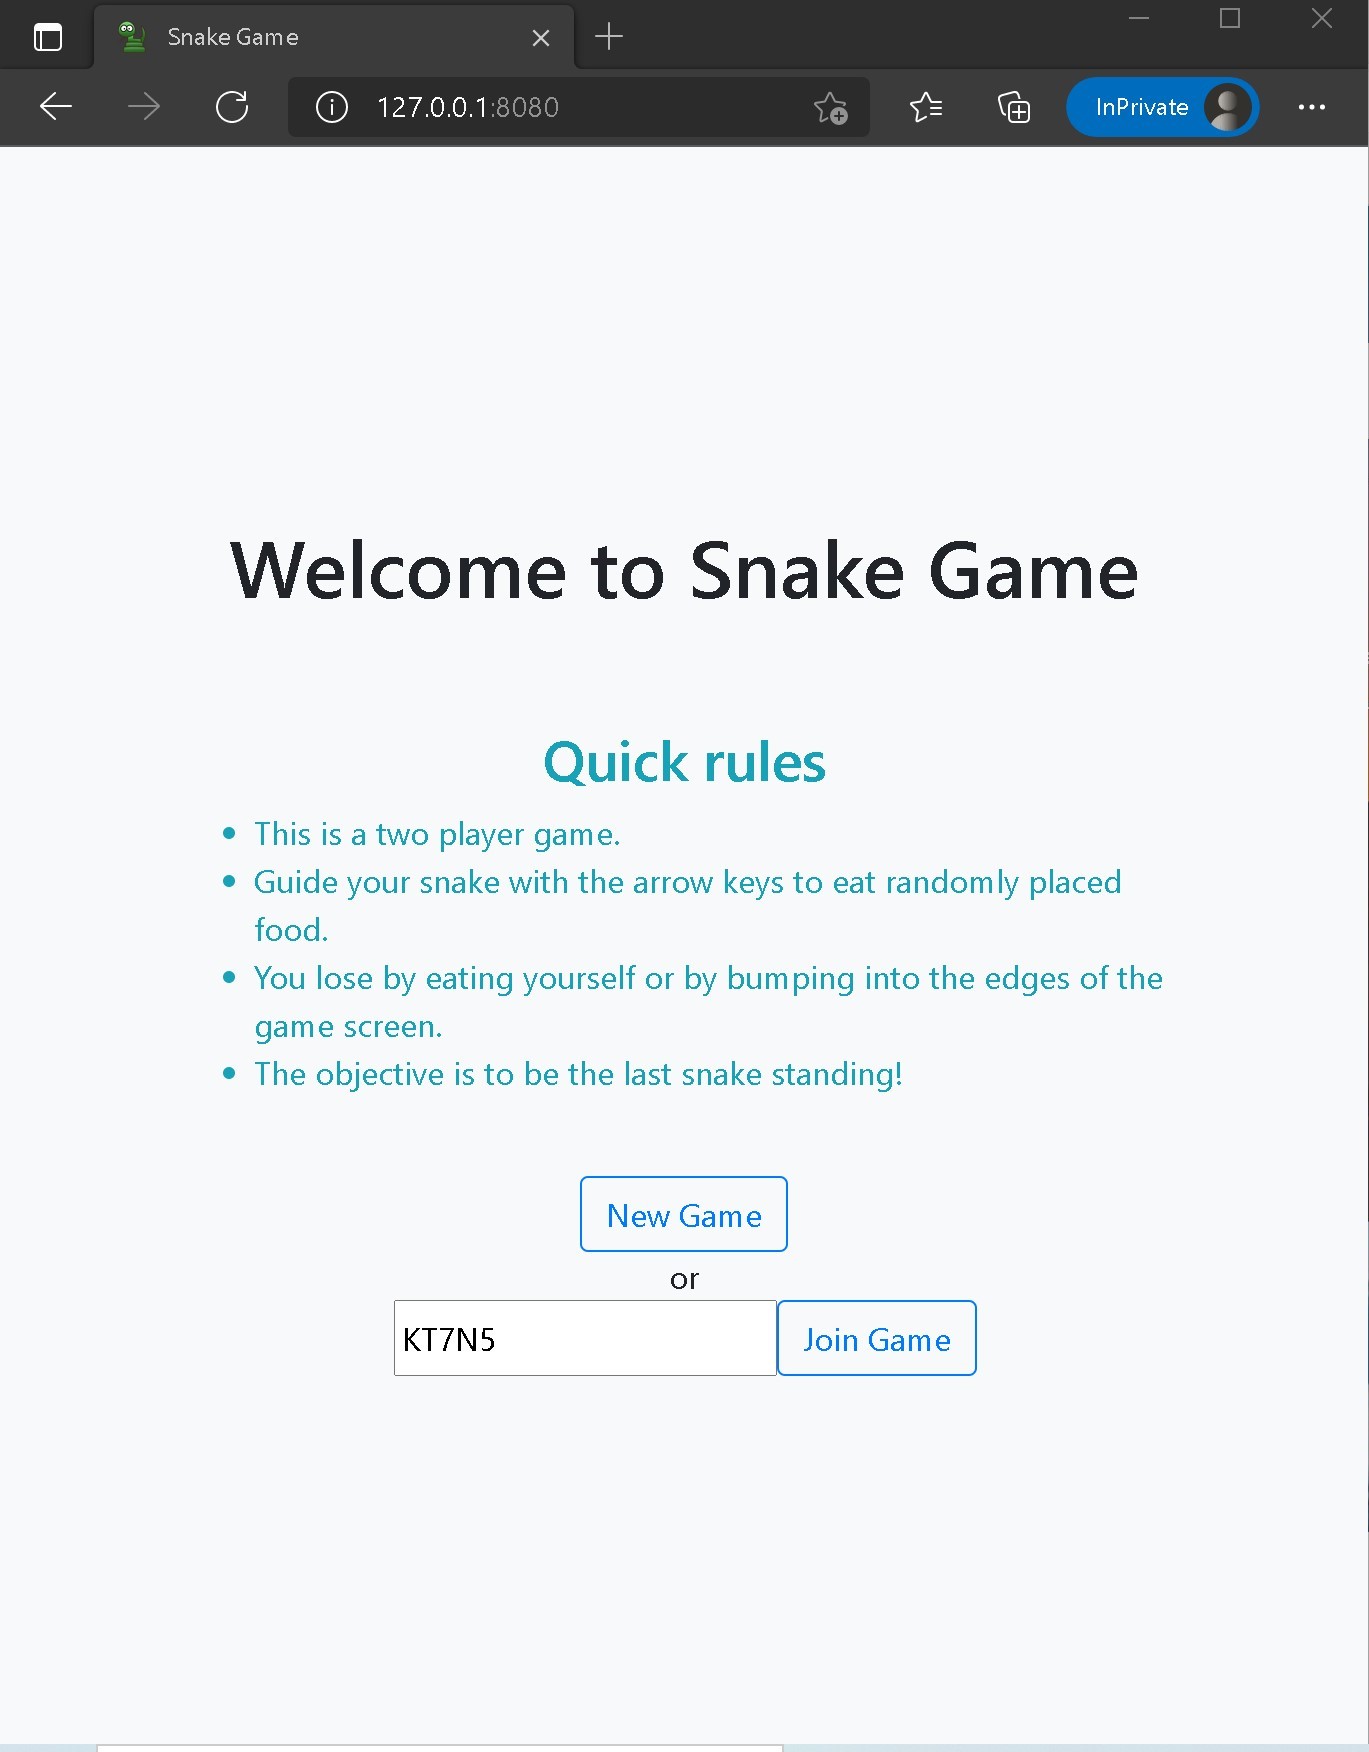 Snake Game
127.0.0.1:8080
InPrivate
Welcome to Snake Game
Quick rules
• This is a two player game.
• Guide your snake with the arrow keys to eat randomly placed
food.
• You lose by eating yourself or by bumping into the edges of the
game screen.
• The objective is to be the last snake standing!
New Game
or
KT7N5 Join Game